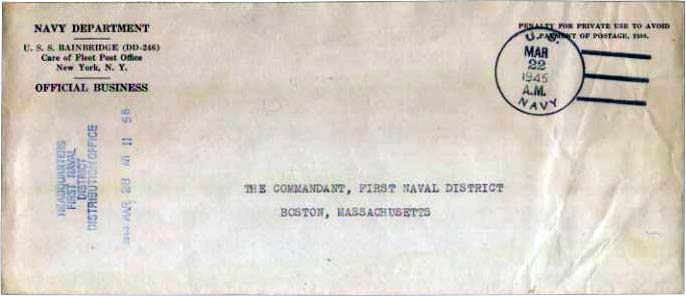 NAVY DEPARTMENT
U. S. S. BAINBRIDGE (DD-246)
Care of Fleet Post Office
New York, N. Y.
OFFICIAL BUSINESS
PENALTY FOR PRIVATE USE TO AVOID
PAYMENT OF POSTAGE, $300.
U. S.
MAR
22
1945
A.M.
NAVY
HEADQUARTERS
FIRST NAVAL
DISTRICT
DISTRIBUTION OFFICE
MAR 28 11 56
THE COMMANDANT, FIRST NAVAL DISTRICT
BOSTON, MASSACHUSETTS